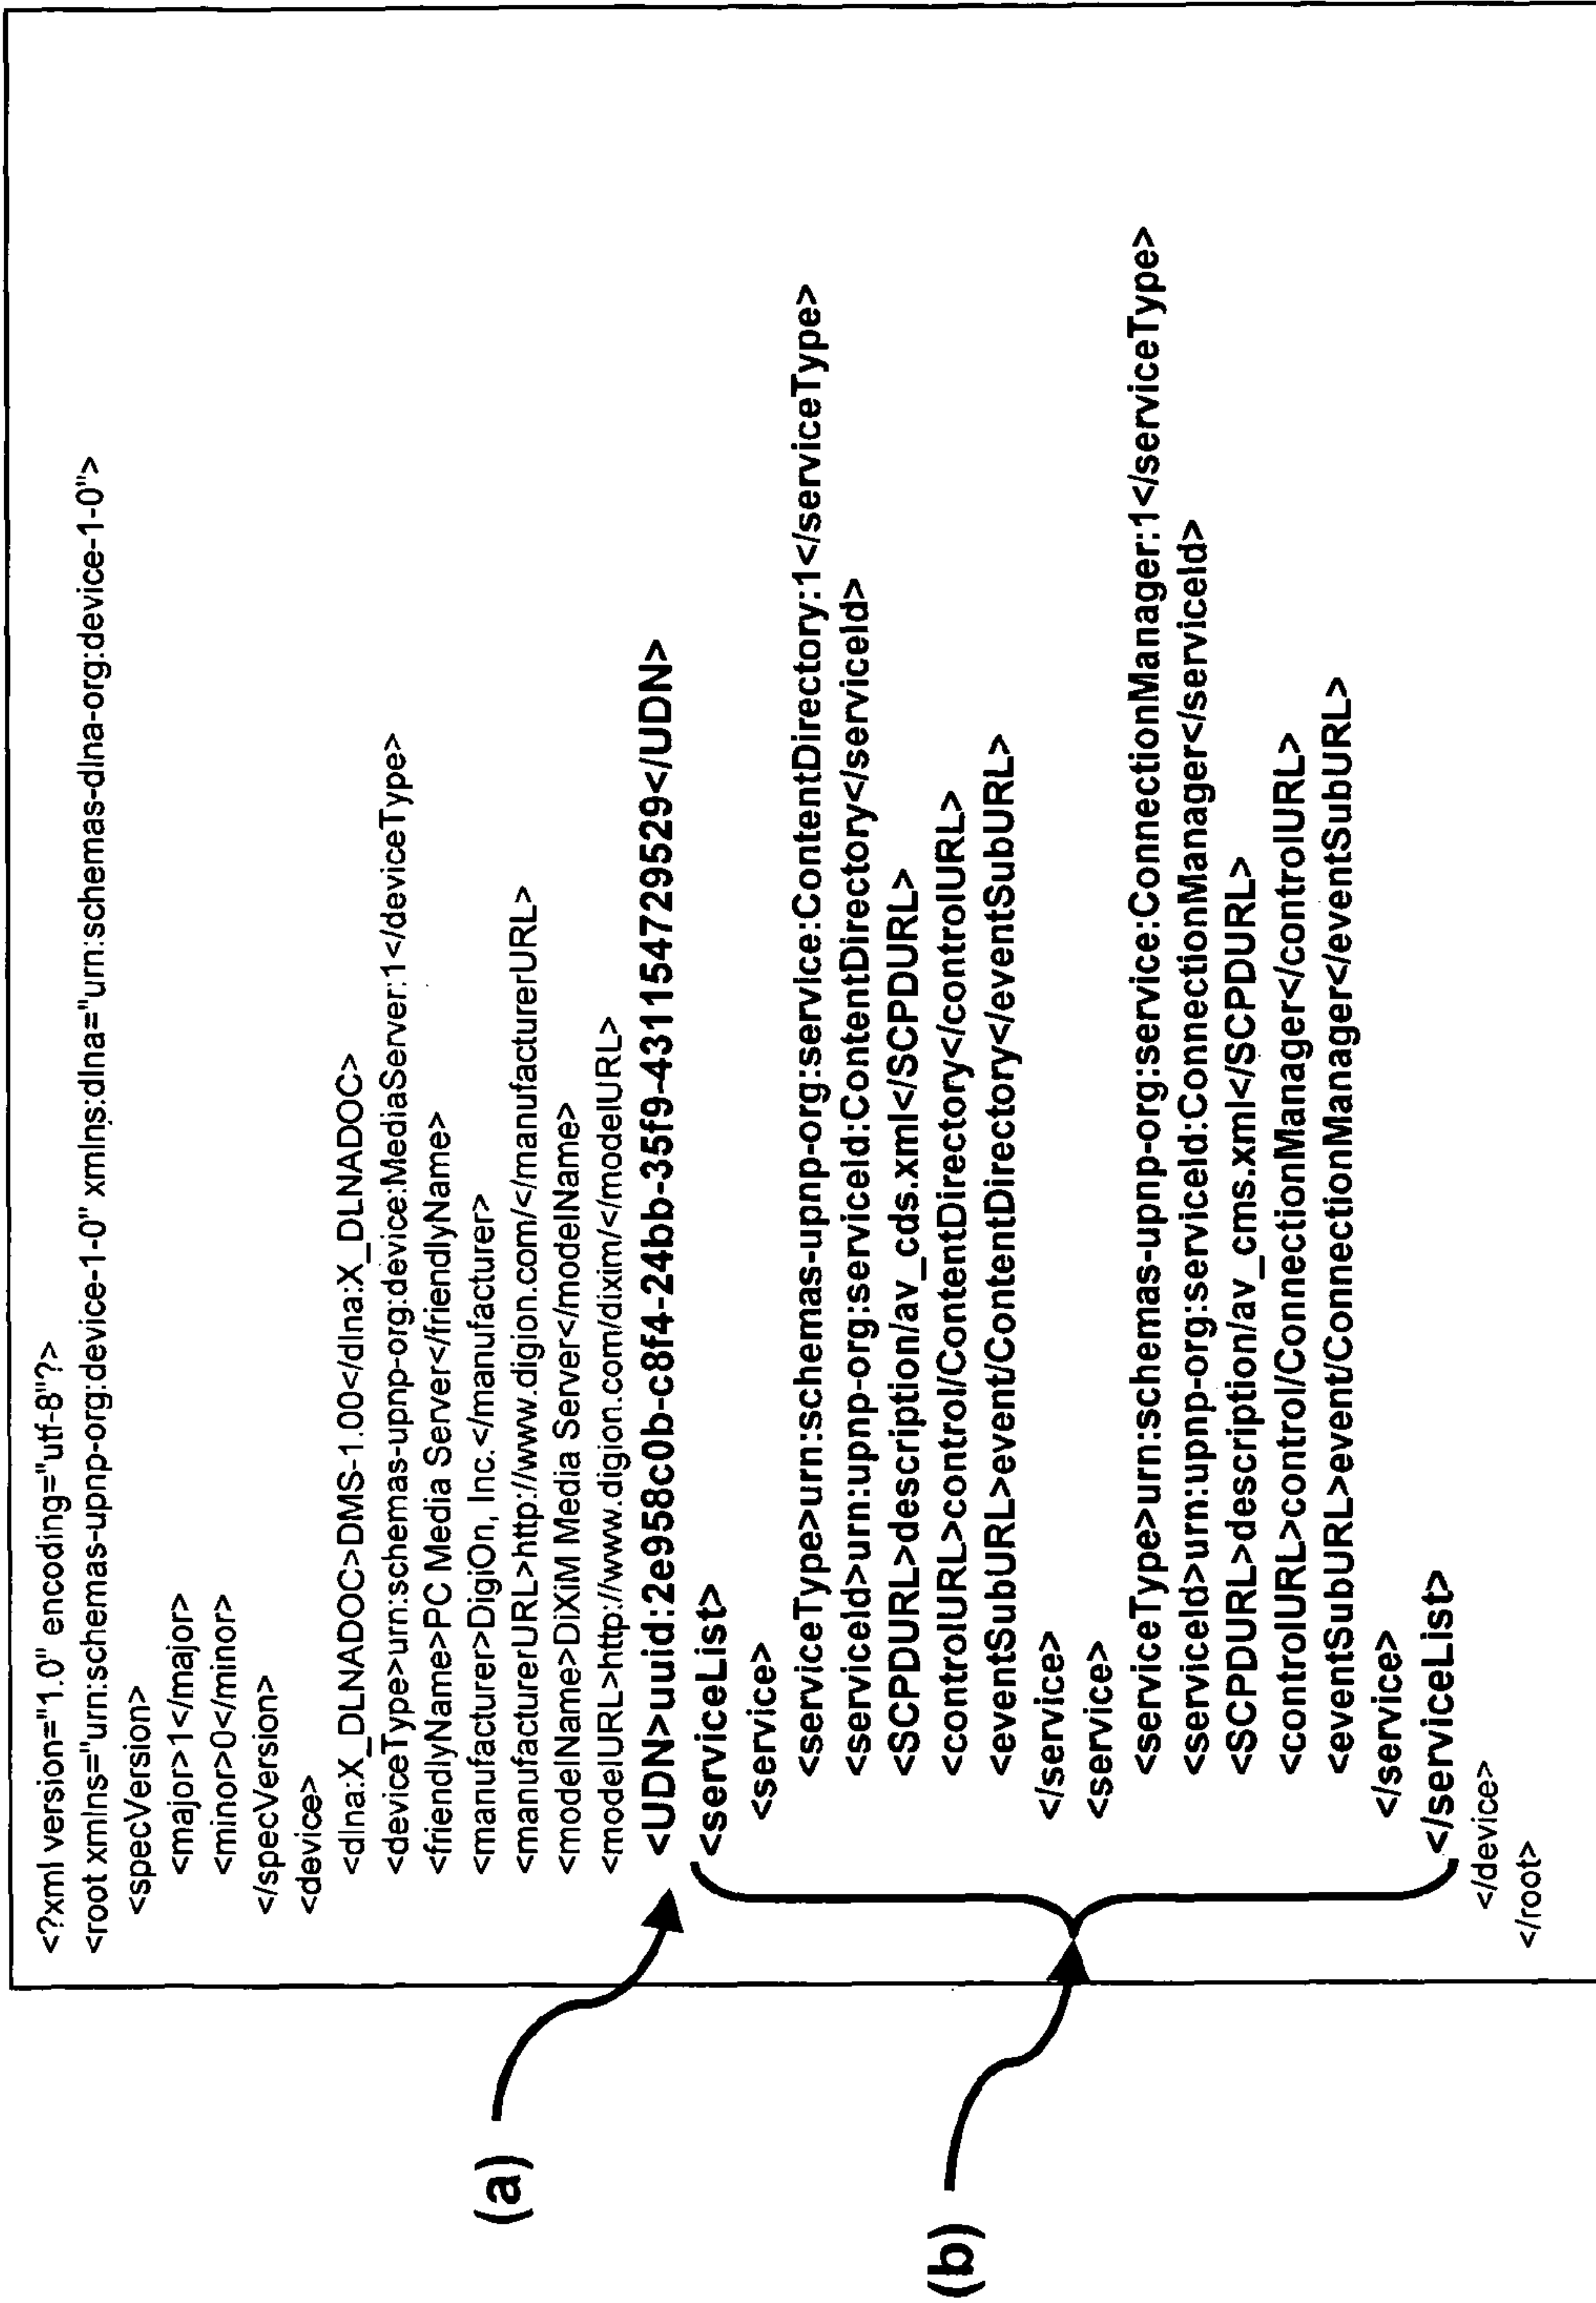 <?xml version="1.0" encoding="utf-8"?>
<root xmlns="urn:schemas-upnp-org:device-1-0" xmlns:dlna="urn:schemas-dlna-org:device-1-0">
<specVersion>
<major>1</major>
<minor>0</minor>
</specVersion>
<device>
<dlna:X_DLNADOC>DMS-1.00</dlna:X_DLNADOC>
<deviceType>urn:schemas-upnp-org:device:MediaServer:1</deviceType>
<friendlyName>PC Media Server</friendlyName>
<manufacturer>DigiOn, Inc.</manufacturer>
<manufacturerURL>http://www.digion.com/</manufacturerURL>
<modelName>DiXiM Media Server</modelName>
<modelURL>http://www.digion.com/dixim/</modelURL>
(a)
<UDN>uuid:2e958c0b-c8f4-24bb-35f9-431154729529</UDN>
(b)
<serviceList>
<service>
<serviceType>urn:schemas-upnp-org:service:ContentDirectory:1</serviceType>
<serviceId>urn:upnp-org:serviceId:ContentDirectory</serviceId>
<SCPDURL>description/av_cds.xml</SCPDURL>
<controlURL>control/ContentDirectory</controlURL>
<eventSubURL>event/ContentDirectory</eventSubURL>
</service>
<service>
<serviceType>urn:schemas-upnp-org:service:ConnectionManager:1</serviceType>
<serviceId>urn:upnp-org:serviceId:ConnectionManager</serviceId>
<SCPDURL>description/av_cms.xml</SCPDURL>
<controlURL>control/ConnectionManager</controlURL>
<eventSubURL>event/ConnectionManager</eventSubURL>
</service>
</serviceList>
</device>
</root>